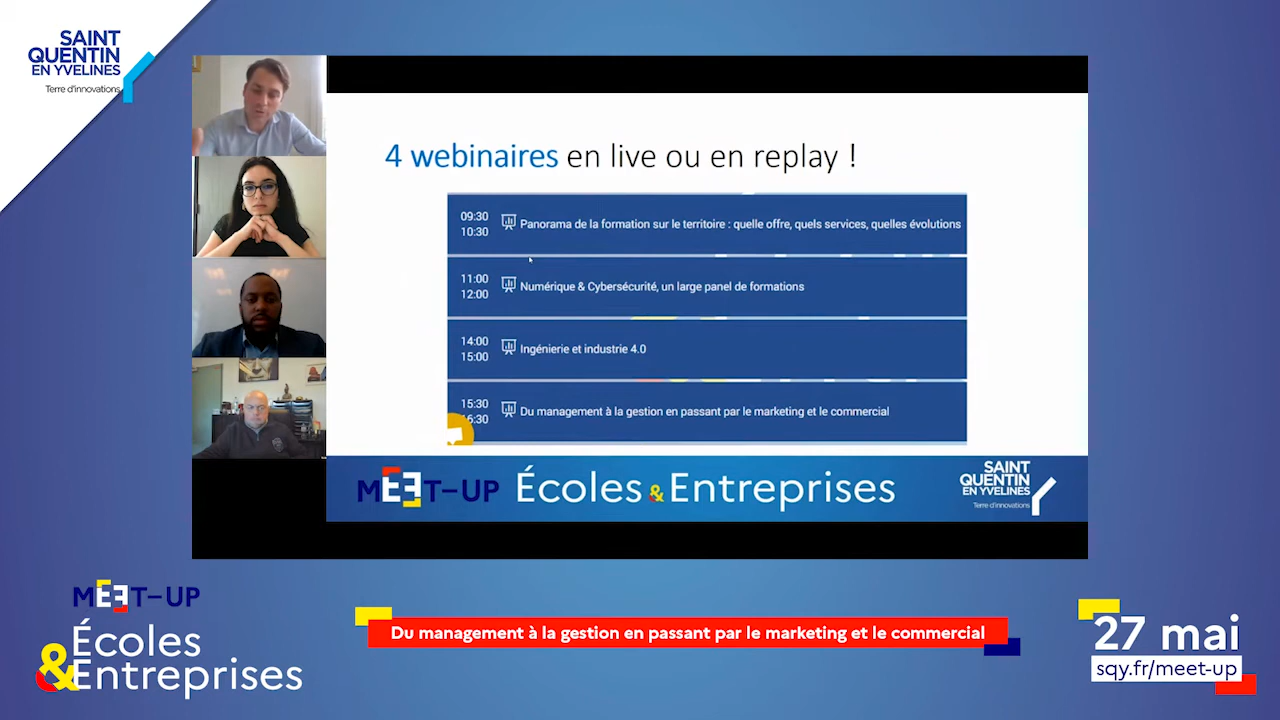 SAINT
QUENTIN
EN YVELINES
Terre d'innovations
4 webinaires en live ou en replay !
09:30
10:30
Panorama de la formation sur le territoire : quelle offre, quels services, quelles évolutions
11:00
12:00
Numérique & Cybersécurité, un large panel de formations
14:00
15:00
Ingénierie et industrie 4.0
15:30
16:30
Du management à la gestion en passant par le marketing et le commercial
MEET-UP Écoles & Entreprises
SAINT
QUENTIN
EN YVELINES
Terre d'innovations
MEET-UP
Écoles
& Entreprises
Du management à la gestion en passant par le marketing et le commercial
27 mai
sqy.fr/meet-up